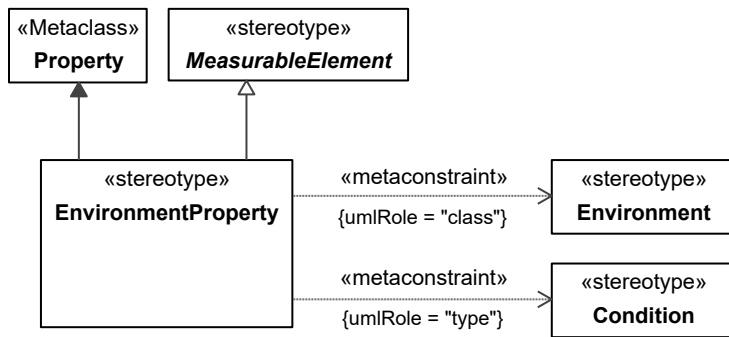 «Metaclass»
Property
«stereotype»
MeasurableElement
«stereotype»
EnvironmentProperty
«metaconstraint»
{umlRole = "class"}
«stereotype»
Environment
«metaconstraint»
{umlRole = "type"}
«stereotype»
Condition